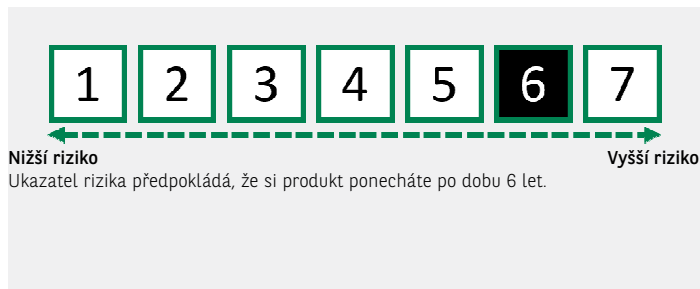 1 2 3 4 5 6 7
Nižší riziko Vyšší riziko
Ukazatel rizika předpokládá, že si produkt ponecháte po dobu 6 let.